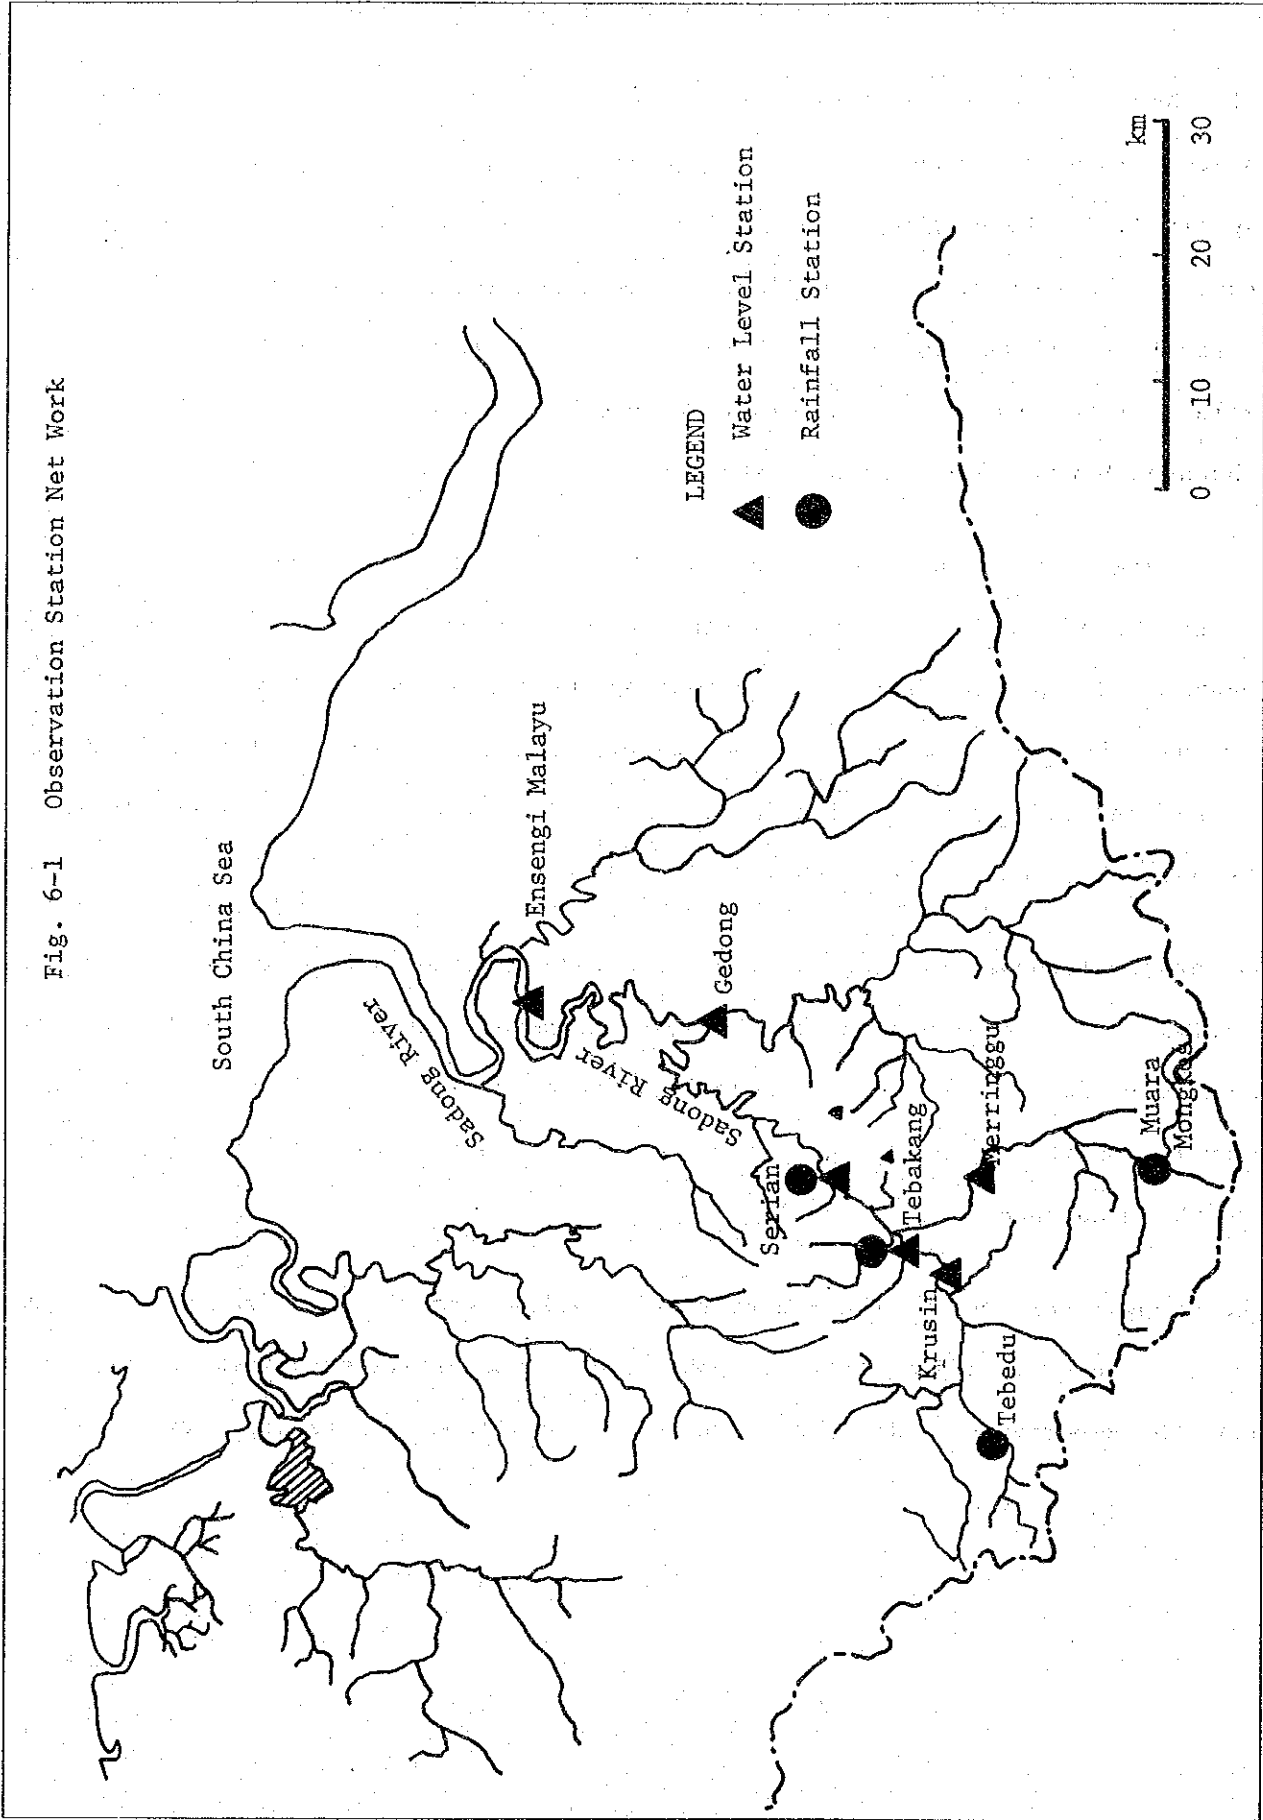 Fig. 6-1 Observation Station Net Work
South China Sea
Sadong River
Ensengi Malayu
Sadong River
Gedong
Serian
Tebakang
Merringgu
Krusin
Tebedu
Muara
Mongkos
LEGEND
Water Level Station
Rainfall Station
km
0 10 20 30